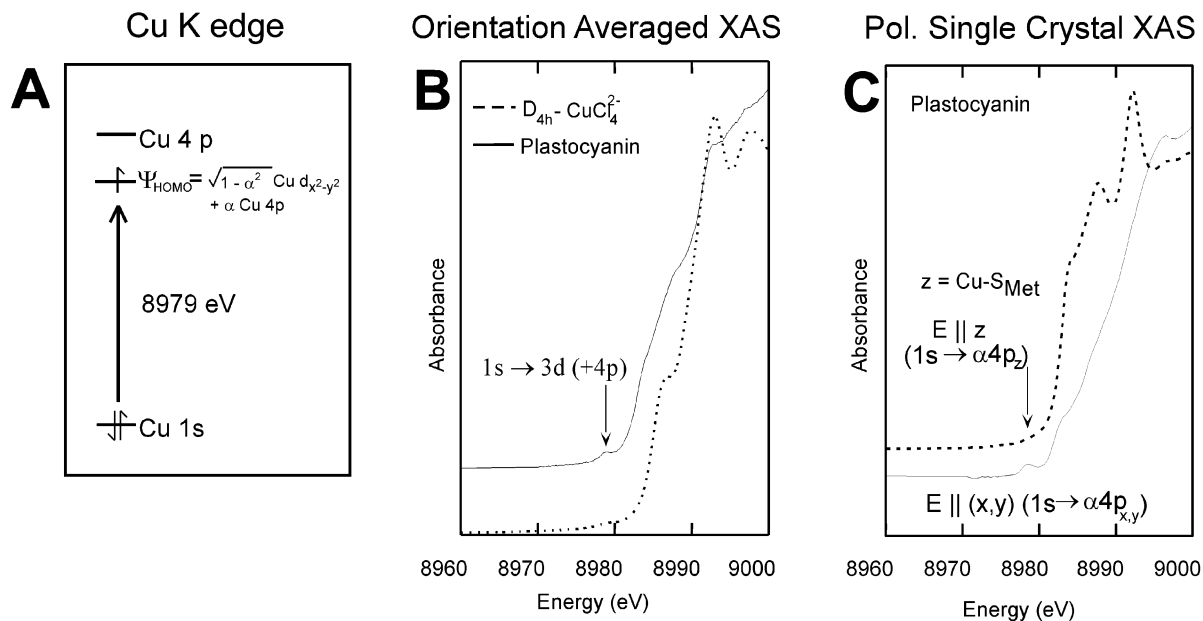 Cu K edge
A
Cu 4 p
Ψ_HOMO = √(1 - α²) Cu d_x²-y²
+ α Cu 4p
8979 eV
Cu 1s
Orientation Averaged XAS
B
D_4h - CuCl_4^2-
Plastocyanin
1s → 3d (+4p)
Absorbance
8960 8970 8980 8990 9000
Energy (eV)
Pol. Single Crystal XAS
C
Plastocyanin
z = Cu-S_Met
E || z
(1s → α4p_z)
E || (x,y) (1s → α4p_x,y)
Absorbance
8960 8970 8980 8990 9000
Energy (eV)